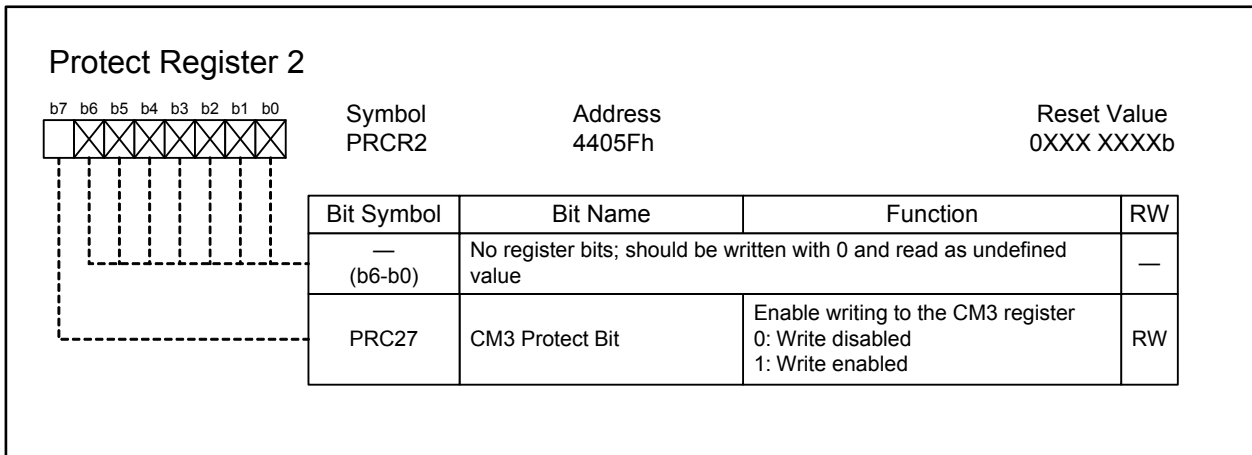 Protect Register 2
b7 b6 b5 b4 b3 b2 b1 b0
Symbol Address Reset Value
PRCR2 4405Fh 0XXX XXXXb
Bit Symbol Bit Name Function RW
—
(b6-b0)
No register bits; should be written with 0 and read as undefined
value
—
PRC27
CM3 Protect Bit
Enable writing to the CM3 register
0: Write disabled
1: Write enabled
RW